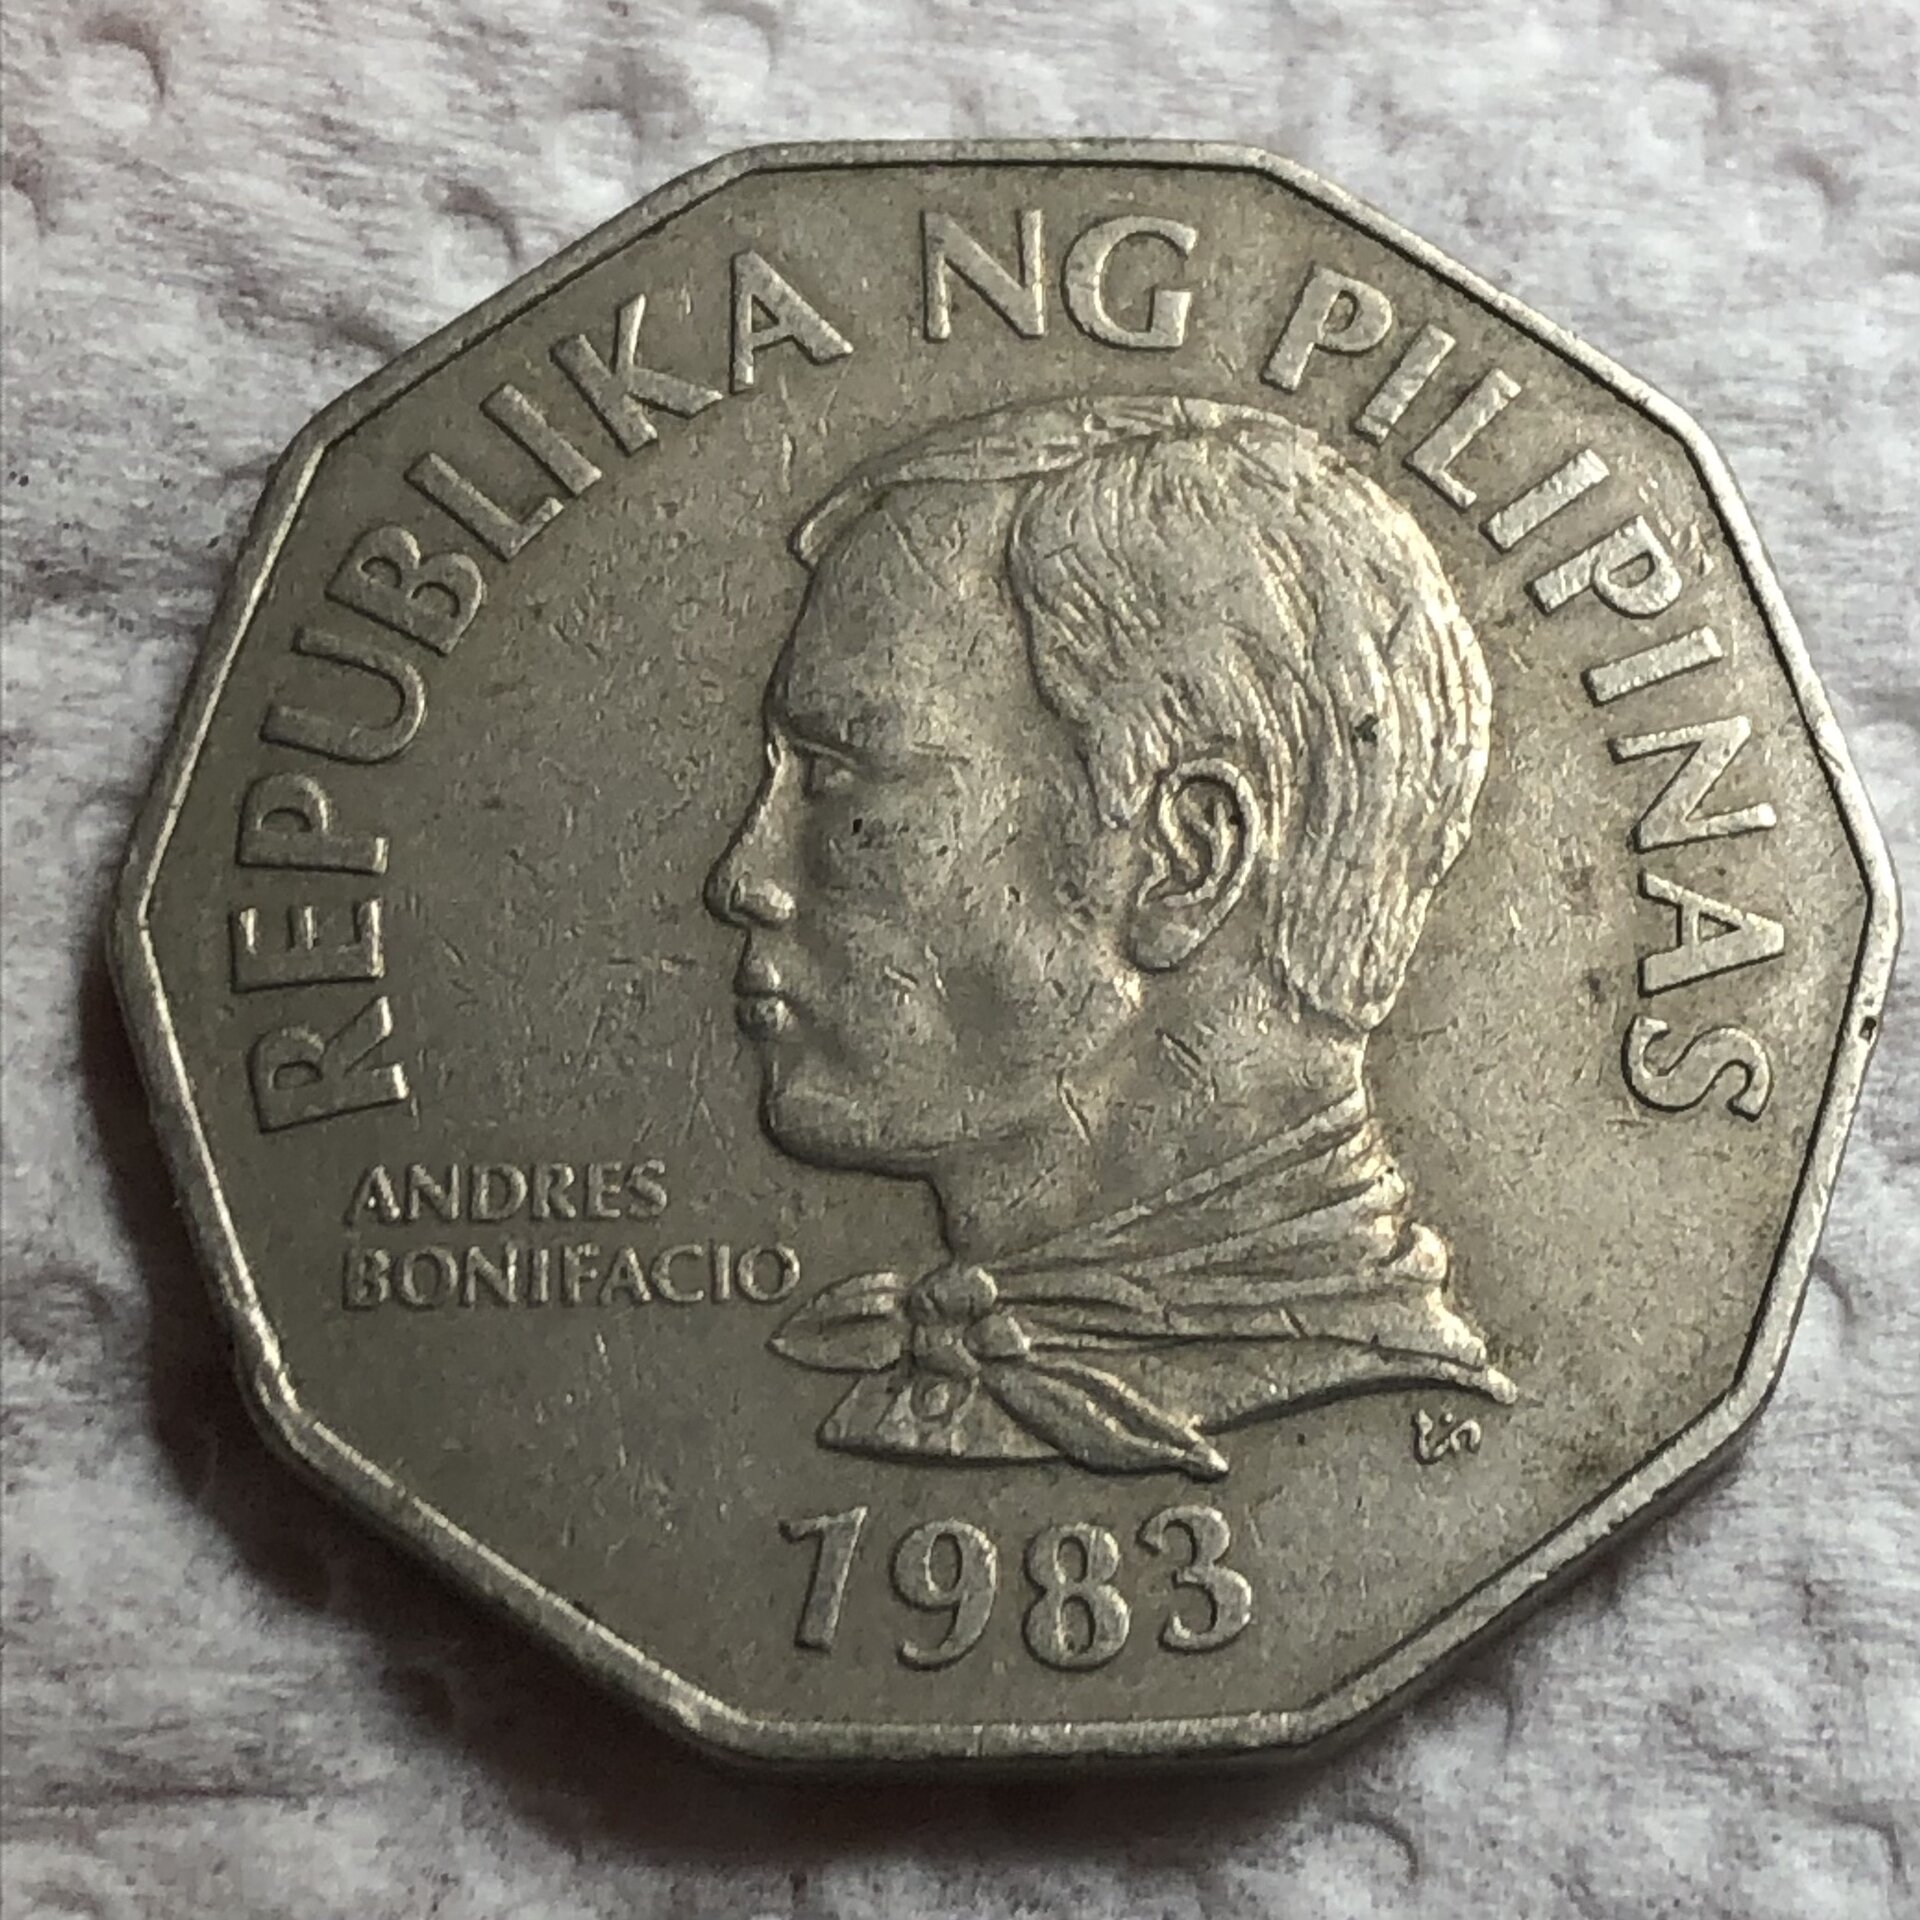 REPUBLIKA NG PILIPINAS
ANDRES
BONIFACIO
1983